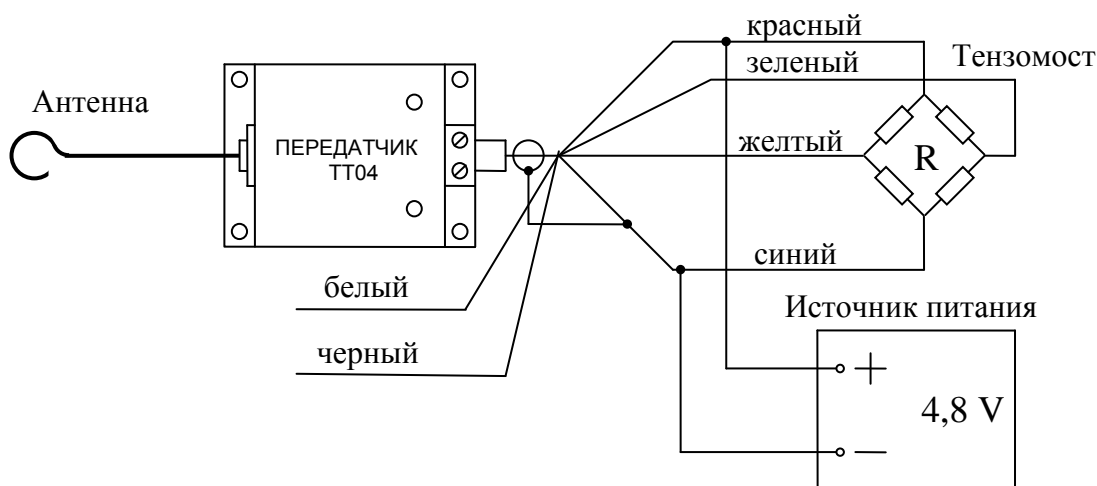 красный
зеленый
Тензомост
Антенна
ПЕРЕДАТЧИК
ТТ04
желтый
R
синий
белый
Источник питания
черный
+
4,8 V
−